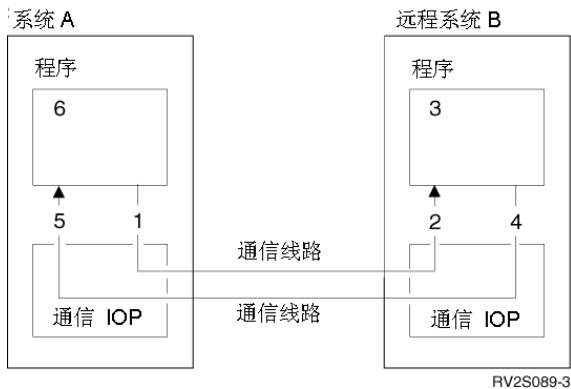 系统 A
远程系统 B
程序
程序
6
3
5
1
2
4
通信线路
通信 IOP
通信线路
通信 IOP
RV2S089-3